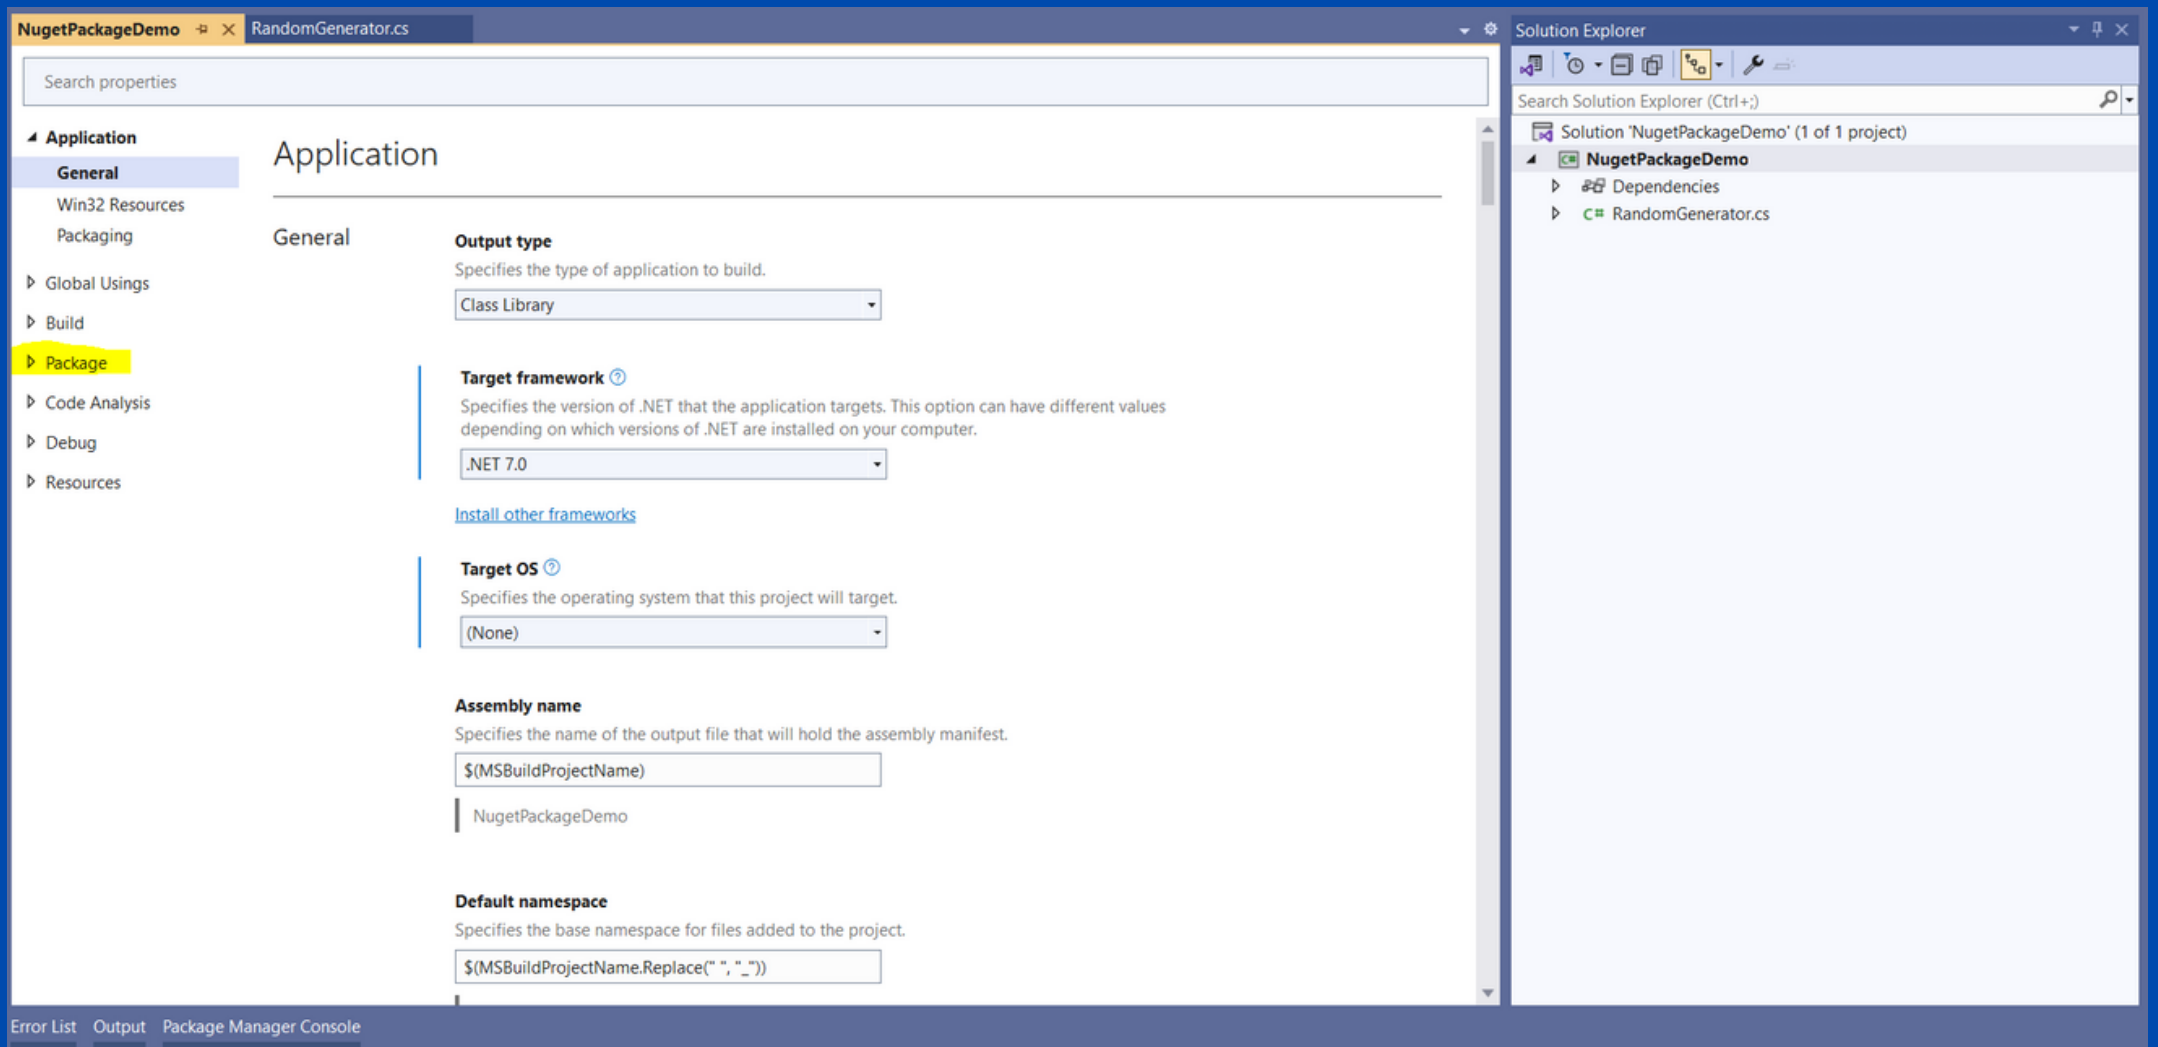 NugetPackageDemo
RandomGenerator.cs
Search properties
Application
General
Win32 Resources
Packaging
Global Usings
Build
Package
Code Analysis
Debug
Resources
Application
General
Output type
Specifies the type of application to build.
Class Library
Target framework
Specifies the version of .NET that the application targets. This option can have different values
depending on which versions of .NET are installed on your computer.
.NET 7.0
Install other frameworks
Target OS
Specifies the operating system that this project will target.
(None)
Assembly name
Specifies the name of the output file that will hold the assembly manifest.
$(MSBuildProjectName)
NugetPackageDemo
Default namespace
Specifies the base namespace for files added to the project.
$(MSBuildProjectName.Replace(" ", "_"))
Solution Explorer
Search Solution Explorer (Ctrl+;)
Solution 'NugetPackageDemo' (1 of 1 project)
C# NugetPackageDemo
Dependencies
C# RandomGenerator.cs
Error List Output Package Manager Console